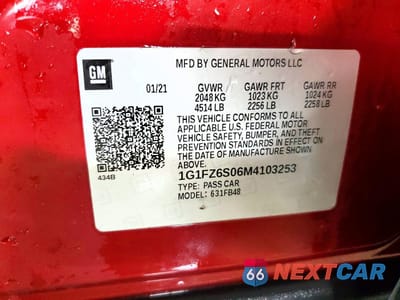 GM
MFD BY GENERAL MOTORS LLC
01/21 GVWR GAWR FRT GAWR RR
2048 KG 1023 KG 1024 KG
4514 LB 2256 LB 2258 LB
THIS VEHICLE CONFORMS TO ALL
APPLICABLE U.S. FEDERAL MOTOR
VEHICLE SAFETY, BUMPER, AND THEFT
PREVENTION STANDARDS IN EFFECT ON
THE DATE OF MANUFACTURE SHOWN
ABOVE.
434B
1G1FZ6S06M4103253
TYPE: PASS CAR
MODEL: 631FB48
66 NEXTCAR